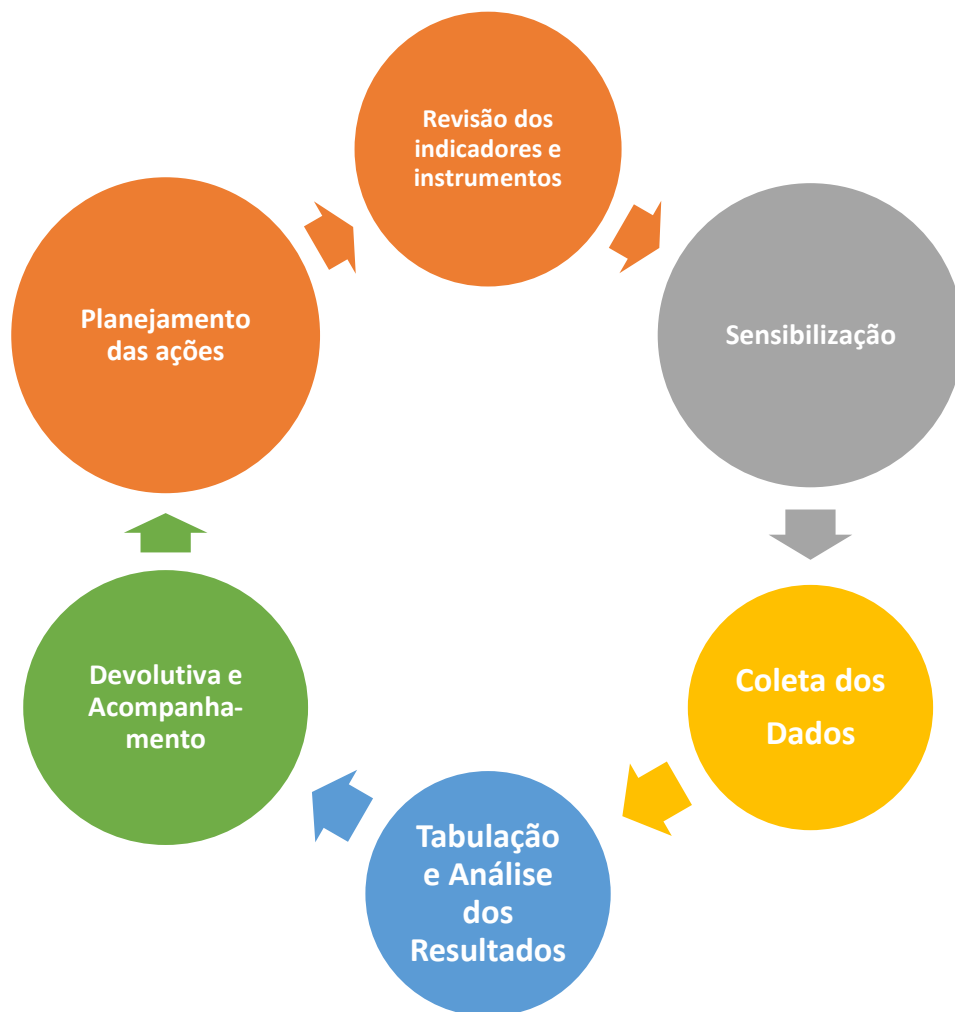 Revisão dos
indicadores e
instrumentos
Sensibilização
Coleta dos
Dados
Tabulação
e Análise
dos
Resultados
Devolutiva e
Acompanha-
mento
Planejamento
das ações